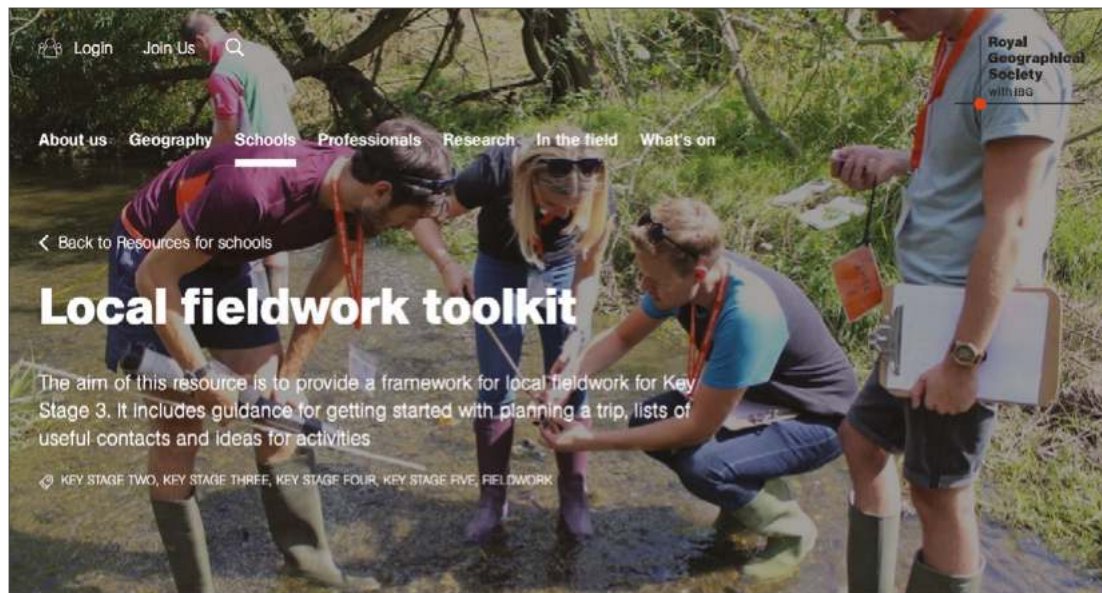 Login Join Us
Royal
Geographical
Society
with IBG
About us Geography Schools Professionals Research In the field What's on
Back to Resources for schools
Local fieldwork toolkit
The aim of this resource is to provide a framework for local fieldwork for Key
Stage 3. It includes guidance for getting started with planning a trip, lists of
useful contacts and ideas for activities
KEY STAGE TWO, KEY STAGE THREE, KEY STAGE FOUR, KEY STAGE FIVE, FIELDWORK